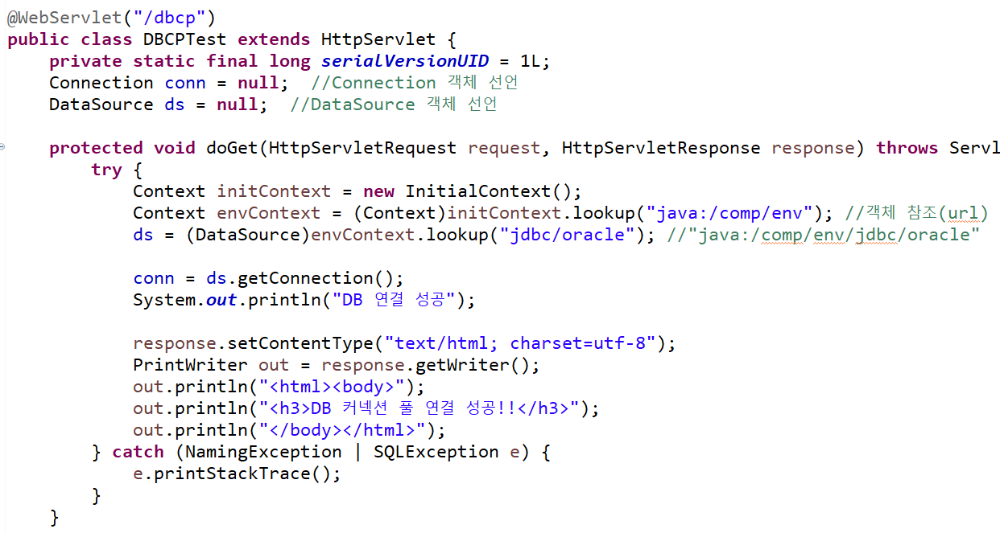 @WebServlet("/dbcp")
public class DBCPTest extends HttpServlet {
private static final long serialVersionUID = 1L;
Connection conn = null; //Connection 객체 선언
DataSource ds = null; //DataSource 객체 선언
protected void doGet(HttpServletRequest request, HttpServletResponse response) throws Servl
try {
Context initContext = new InitialContext();
Context envContext = (Context)initContext.lookup("java:/comp/env"); //객체 참조(url)
ds = (DataSource)envContext.lookup("jdbc/oracle"); //"java:/comp/env/jdbc/oracle"
conn = ds.getConnection();
System.out.println("DB 연결 성공");
response.setContentType("text/html; charset=utf-8");
PrintWriter out = response.getWriter();
out.println("<html><body>");
out.println("<h3>DB 커넥션 풀 연결 성공!!</h3>");
out.println("</body></html>");
} catch (NamingException | SQLException e) {
e.printStackTrace();
}
}